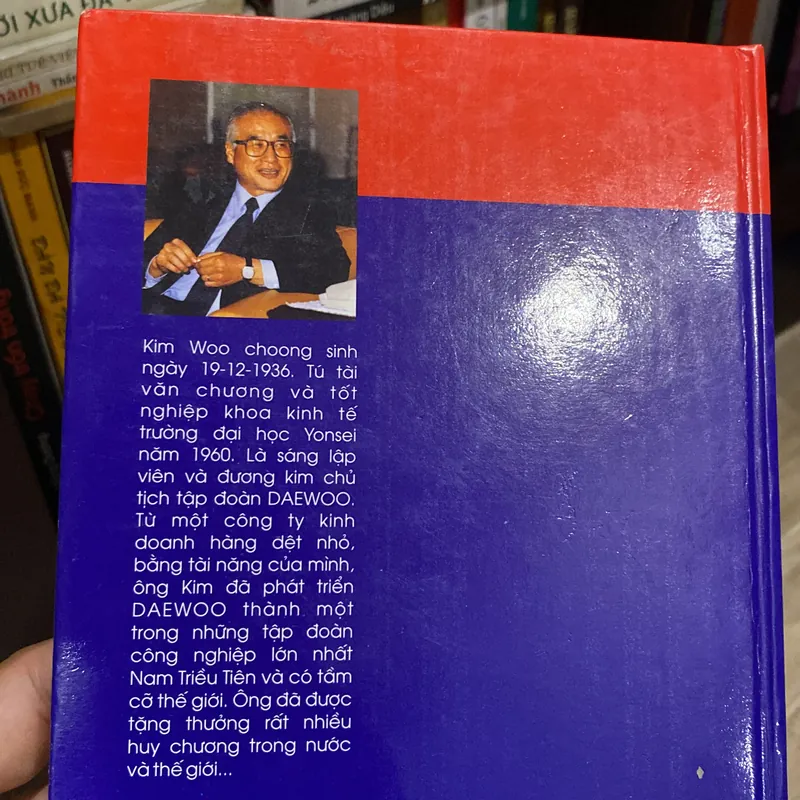 Kim Woo choong sinh
ngày 19-12-1936. Tú tài
văn chương và tốt
nghiệp khoa kinh tế
trường đại học Yonsei
năm 1960. Là sáng lập
viên và đương kim chủ
tịch tập đoàn DAEWOO.
Từ một công ty kinh
doanh hàng dệt nhỏ,
bằng tài năng của mình,
ông Kim đã phát triển
DAEWOO thành một
trong những tập đoàn
công nghiệp lớn nhất
Nam Triều Tiên và có tầm
cỡ thế giới. Ông đã được
tặng thưởng rất nhiều
huy chương trong nước
và thế giới...